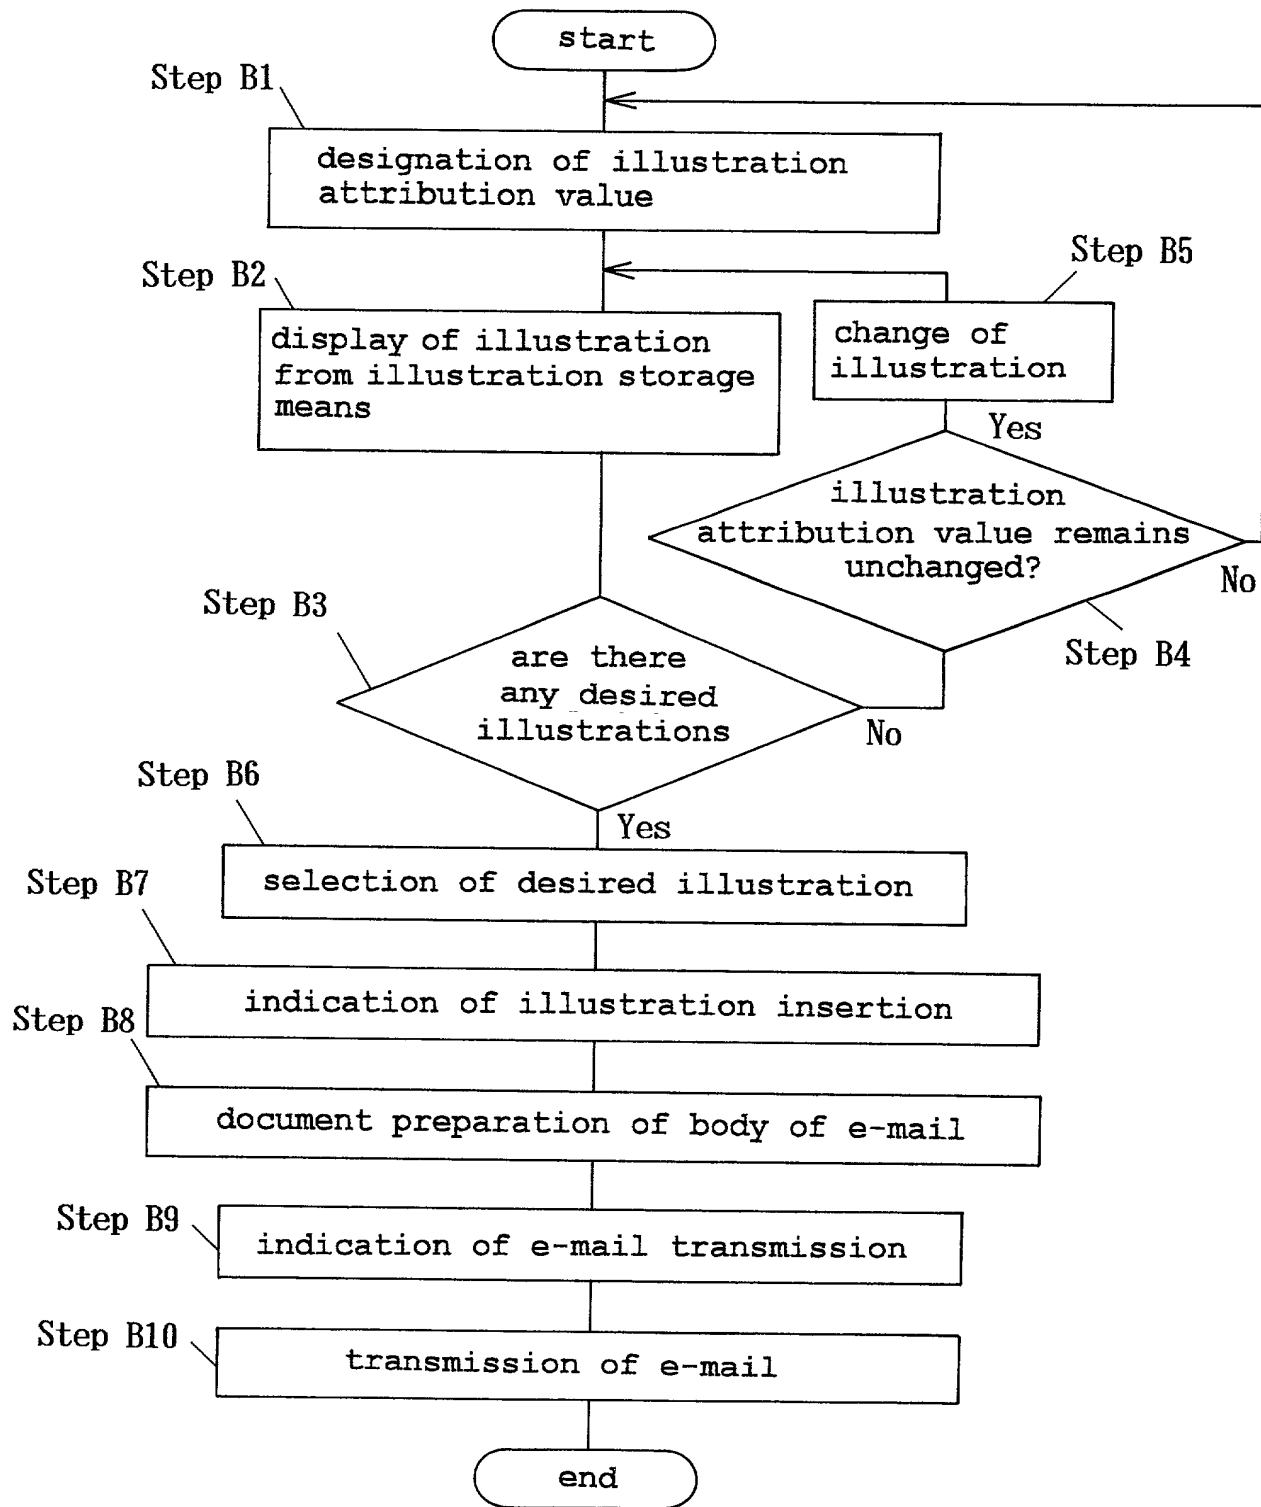 start
Step B1
designation of illustration
attribution value
Step B2
display of illustration
from illustration storage
means
Step B5
change of
illustration
Yes
illustration
attribution value remains
unchanged?
No
Step B4
Step B3
are there
any desired
illustrations
No
Yes
Step B6
selection of desired illustration
Step B7
indication of illustration insertion
Step B8
document preparation of body of e-mail
Step B9
indication of e-mail transmission
Step B10
transmission of e-mail
end